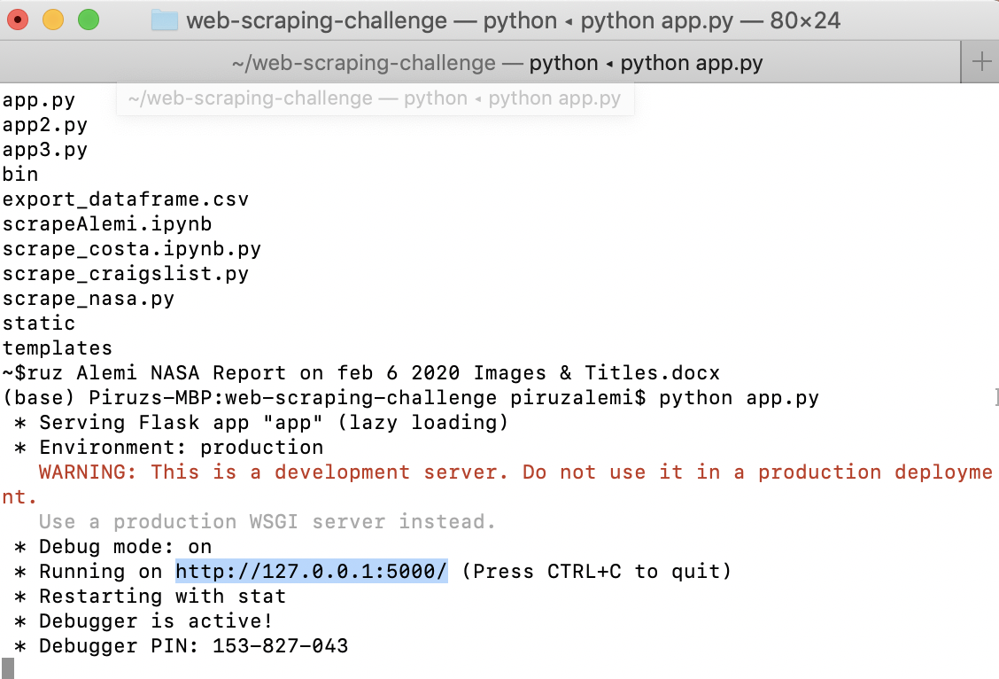 web-scraping-challenge — python ◂ python app.py — 80×24
~/web-scraping-challenge — python ◂ python app.py
~/web-scraping-challenge — python ◂ python app.py
app.py
app2.py
app3.py
bin
export_dataframe.csv
scrapeAlemi.ipynb
scrape_costa.ipynb.py
scrape_craigslist.py
scrape_nasa.py
static
templates
~$ruz Alemi NASA Report on feb 6 2020 Images & Titles.docx
(base) Piruzs-MBP:web-scraping-challenge piruzalemi$ python app.py
 * Serving Flask app "app" (lazy loading)
 * Environment: production
   WARNING: This is a development server. Do not use it in a production deployme
nt.
   Use a production WSGI server instead.
 * Debug mode: on
 * Running on http://127.0.0.1:5000/ (Press CTRL+C to quit)
 * Restarting with stat
 * Debugger is active!
 * Debugger PIN: 153-827-043